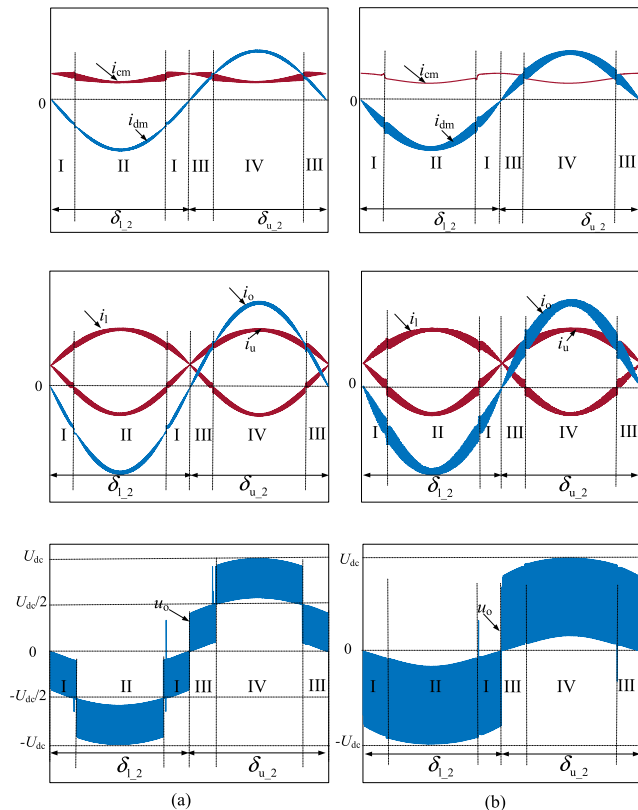 i_cm
0
i_dm
I II I III IV III
δ_l_2 δ_u_2
i_cm
0
i_dm
I II I III IV III
δ_l_2 δ_u_2
i_l i_o
i_u
0
I II I III IV III
δ_l_2 δ_u_2
i_l i_o
i_u
0
I II I III IV III
δ_l_2 δ_u_2
U_dc
U_dc/2
u_o
0
I II I III IV III
-U_dc/2
-U_dc
δ_l_2 δ_u_2
(a)
U_dc
u_o
0
I II I III IV III
-U_dc
δ_l_2 δ_u_2
(b)